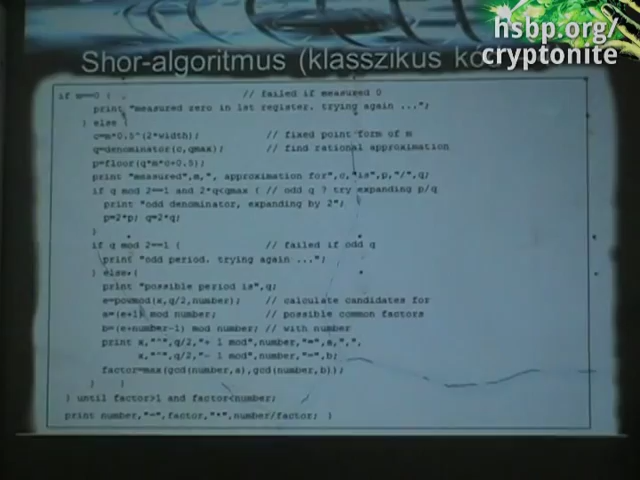 hsbp.org/
cryptonite
Shor-algoritmus (klasszikus
if m==0 { // failed if measured 0
print "measured zero in 1st register. trying again ...";
} else {
c=m*0.5^(2*width); // fixed point form of m
q=denominator(c,qmax); // find rational approximation
p=floor(q*m*c+0.5);
print "measured",m,", approximation for",c,"is",p,"/",q;
if q mod 2==1 and 2*q<qmax { // odd q ? try expanding p/q
print "odd denominator, expanding by 2";
p=2*p; q=2*q;
}
if q mod 2==1 { // failed if odd q
print "odd period. trying again ...";
} else {
print "possible period is",q;
e=powmod(x,q/2,number); // calculate candidates for
a=(e+1) mod number; // possible common factors
b=(e+number-1) mod number; // with number
print x,"^",q/2,"+ 1 mod",number,"=",a,",",
x,"^",q/2,"- 1 mod",number,"=",b;
factor=max(gcd(number,a),gcd(number,b));
} }
} until factor>1 and factor<number;
print number,"=",factor,"*",number/factor; }